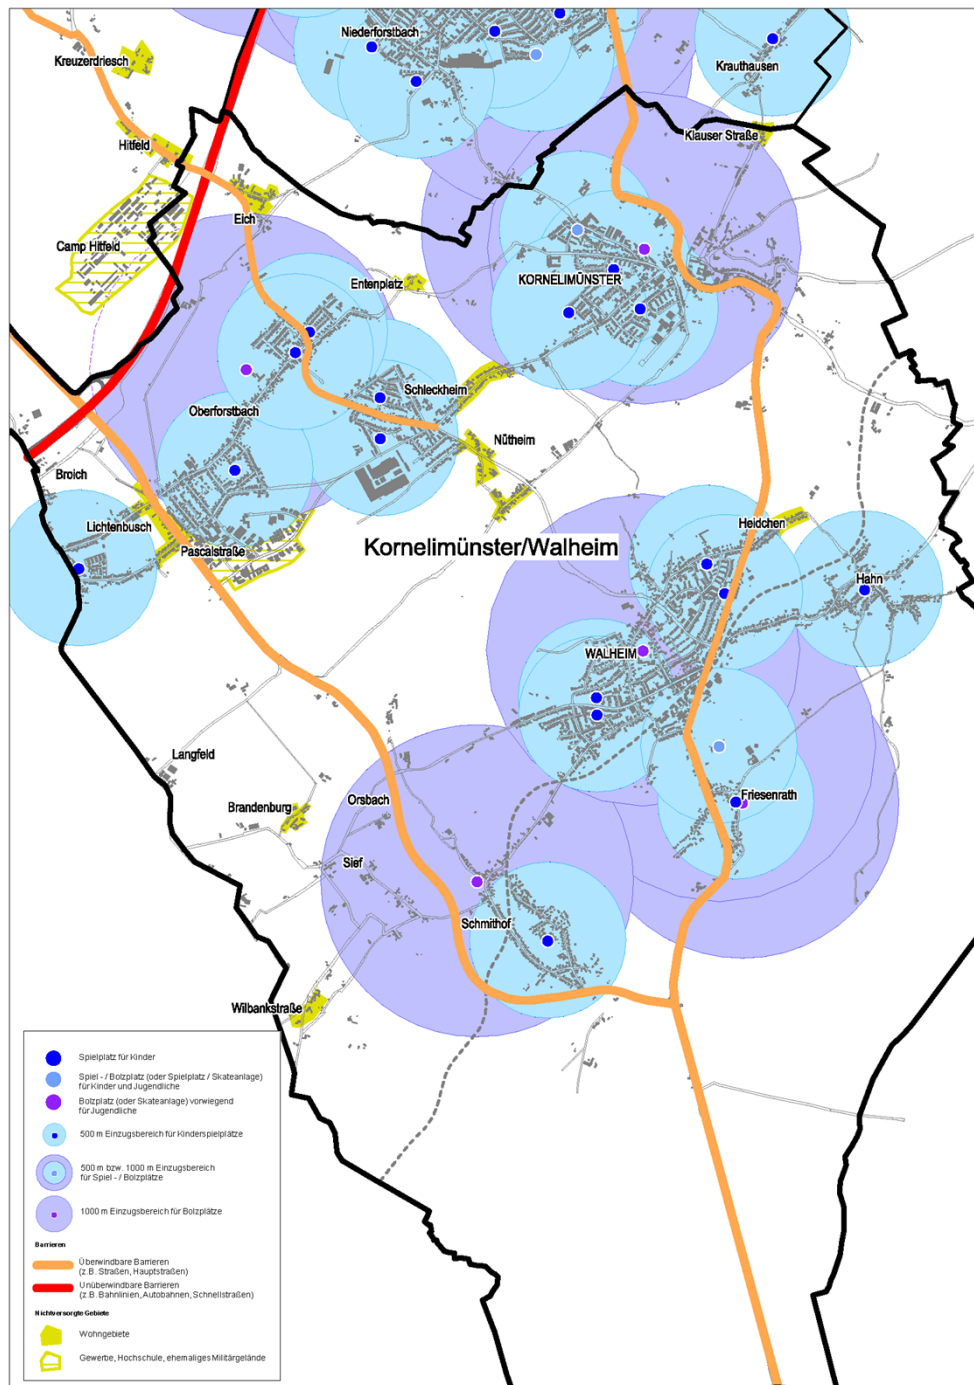 Niederforstbach
Kreuzerdriesch
Krauthausen
Klauser Straße
Hitfeld
Eich
Camp Hitfeld
Entenplatz
KORNELIMÜNSTER
Schleckheim
Oberforstbach
Nütheim
Broich
Lichtenbusch
Pascalstraße
Heidchen
Kornelimünster/Walheim
Hahn
WALHEIM
Langfeld
Orsbach
Friesenrath
Brandenburg
Sief
Schmithof
Wilbankstraße
Spielplatz für Kinder
Spiel - / Bolzplatz (oder Spielplatz / Skateanlage)
für Kinder und Jugendliche
Bolzplatz (oder Skateanlage) vorwiegend
für Jugendliche
500 m Einzugsbereich für Kinderspielplätze
500 m bzw. 1000 m Einzugsbereich
für Spiel - / Bolzplätze
1000 m Einzugsbereich für Bolzplätze
Barrieren
Überwindbare Barrieren
(z.B. Straßen, Hauptstraßen)
Unüberwindbare Barrieren
(z.B. Bahnlinien, Autobahnen, Schnellstraßen)
Nichtversorgte Gebiete
Wohngebiete
Gewerbe, Hochschule, ehemaliges Militärgelände